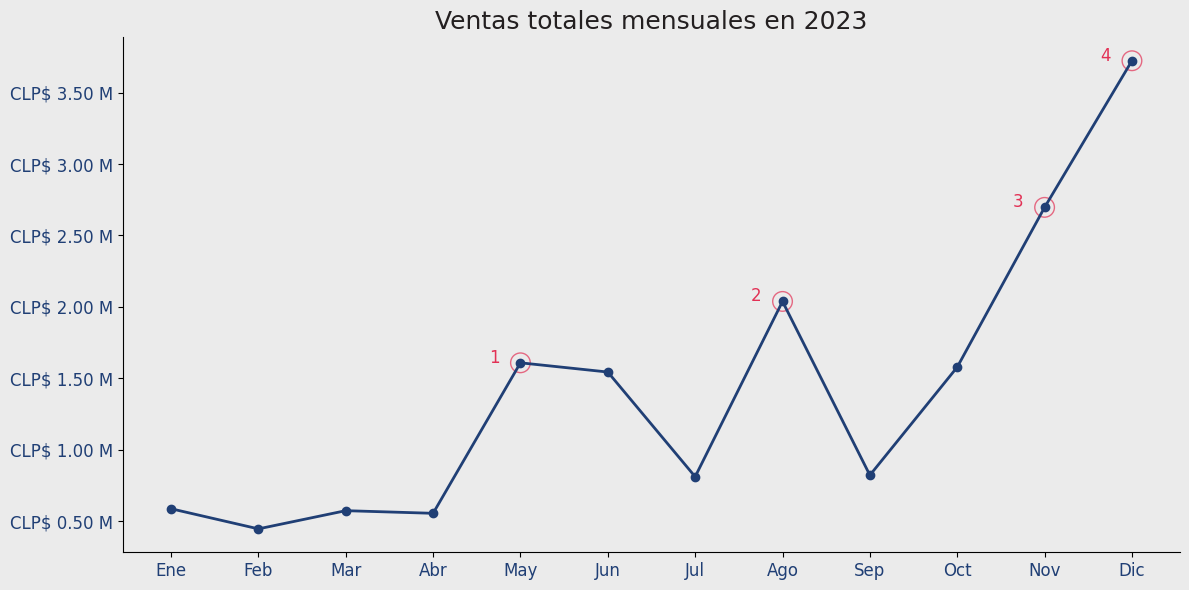 Ventas totales mensuales en 2023
CLP$ 3.50 M
CLP$ 3.00 M
CLP$ 2.50 M
CLP$ 2.00 M
CLP$ 1.50 M
CLP$ 1.00 M
CLP$ 0.50 M
1
2
3
4
Ene Feb Mar Abr May Jun Jul Ago Sep Oct Nov Dic